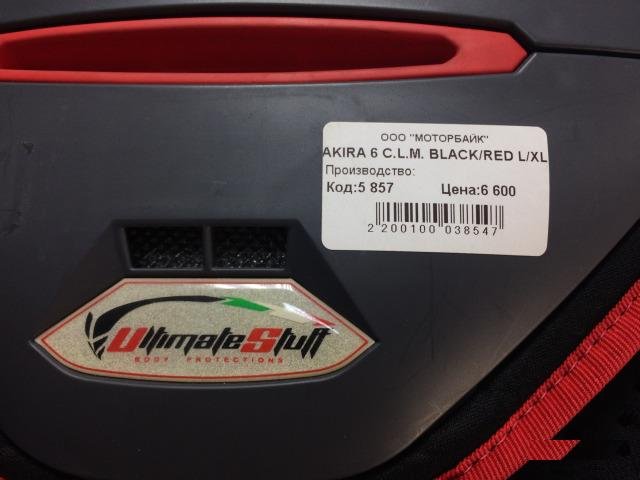 ООО "МОТОРБАЙК"
AKIRA 6 C.L.M. BLACK/RED L/XL
Производство:
Код:5 857 Цена:6 600
2 200100 038547
UltimateStuff
BODY PROTECTIONS